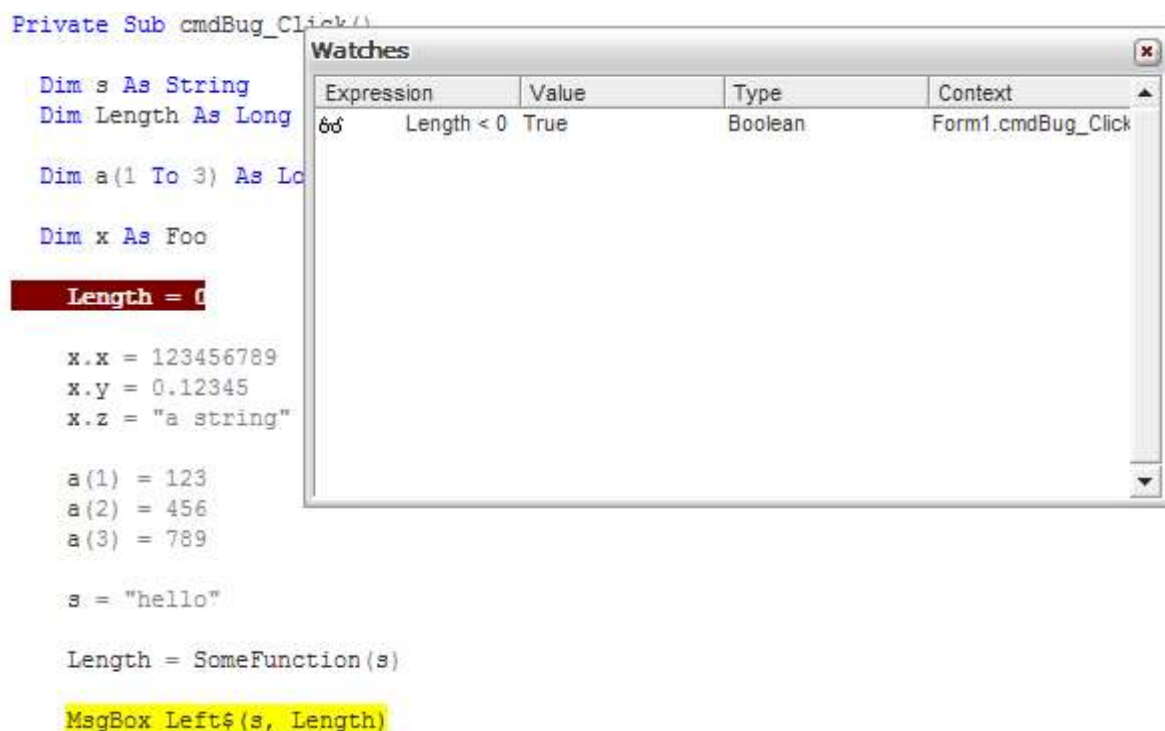 Private Sub cmdBug_Click()
Watches
Dim s As String
Dim Length As Long
Expression Value Type Context
Length < 0 True Boolean Form1.cmdBug_Click
Dim a(1 To 3) As Lo
Dim x As Foo
Length = 0
x.x = 123456789
x.y = 0.12345
x.z = "a string"
a(1) = 123
a(2) = 456
a(3) = 789
s = "hello"
Length = SomeFunction(s)
MsgBox Left$(s, Length)